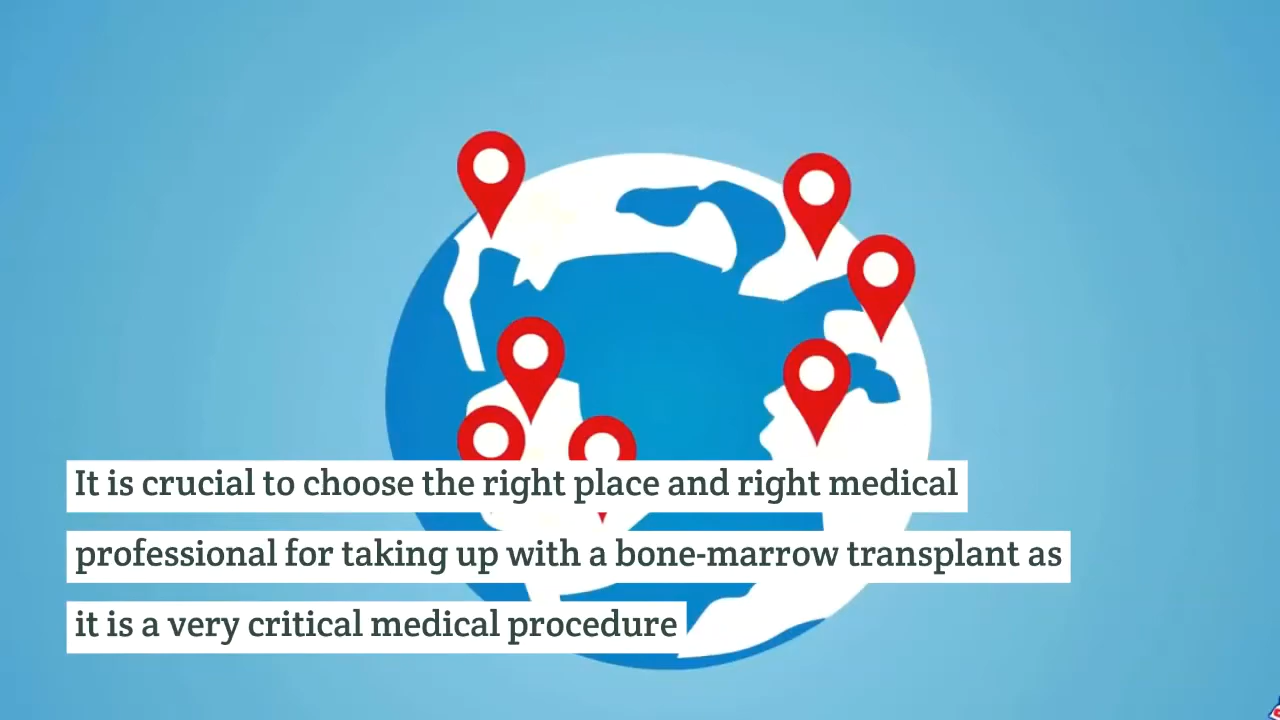 It is crucial to choose the right place and right medical
professional for taking up with a bone-marrow transplant as
it is a very critical medical procedure